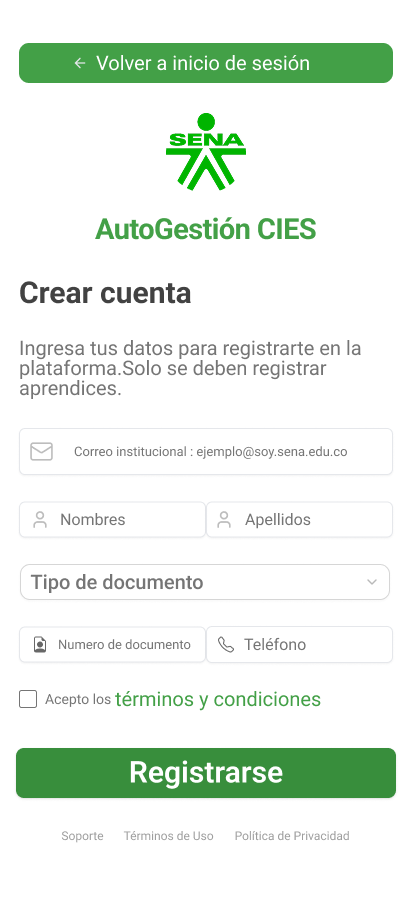 Volver a inicio de sesión
SENA
AutoGestión CIES
Crear cuenta
Ingresa tus datos para registrarte en la
plataforma.Solo se deben registrar
aprendices.
Correo institucional : ejemplo@soy.sena.edu.co
Nombres Apellidos
Tipo de documento
Numero de documento Teléfono
Acepto los términos y condiciones
Registrarse
Soporte Términos de Uso Política de Privacidad